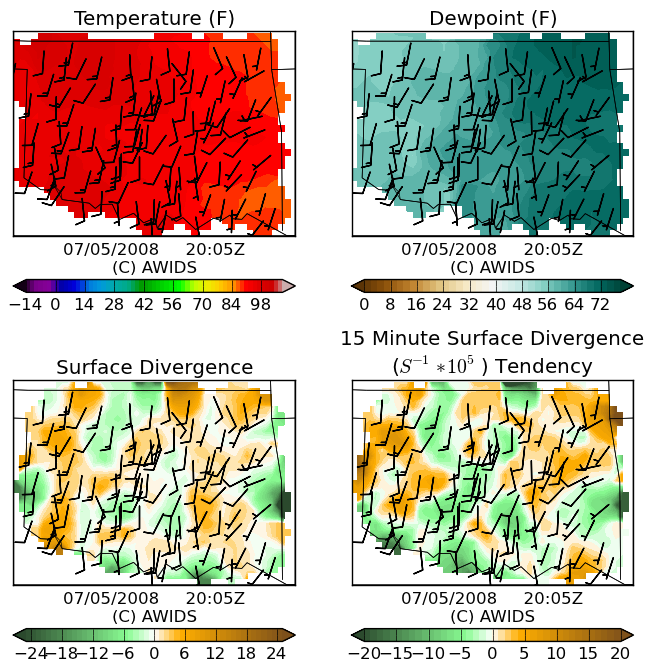 Temperature (F)
Dewpoint (F)
07/05/2008 20:05Z
(C) AWIDS
−14 0 14 28 42 56 70 84 98
07/05/2008 20:05Z
(C) AWIDS
0 8 16 24 32 40 48 56 64 72
Surface Divergence
15 Minute Surface Divergence
(S⁻¹ *10⁵ ) Tendency
07/05/2008 20:05Z
(C) AWIDS
−24 −18 −12 −6 0 6 12 18 24
07/05/2008 20:05Z
(C) AWIDS
−20 −15 −10 −5 0 5 10 15 20